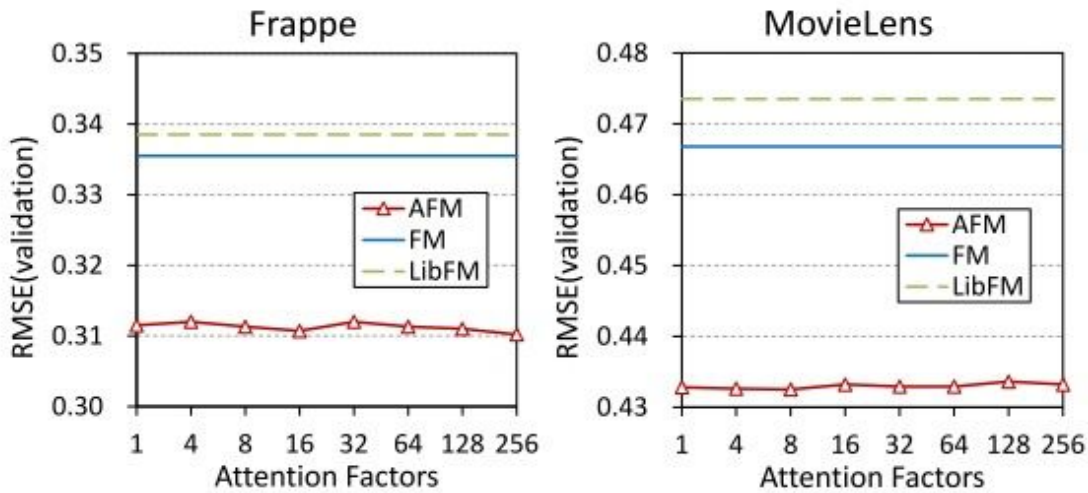 Frappe
0.35
0.34
0.33
0.32
0.31
0.30
RMSE(validation)
AFM
FM
LibFM
1 4 8 16 32 64 128 256
Attention Factors
MovieLens
0.48
0.47
0.46
0.45
0.44
0.43
RMSE(validation)
AFM
FM
LibFM
1 4 8 16 32 64 128 256
Attention Factors